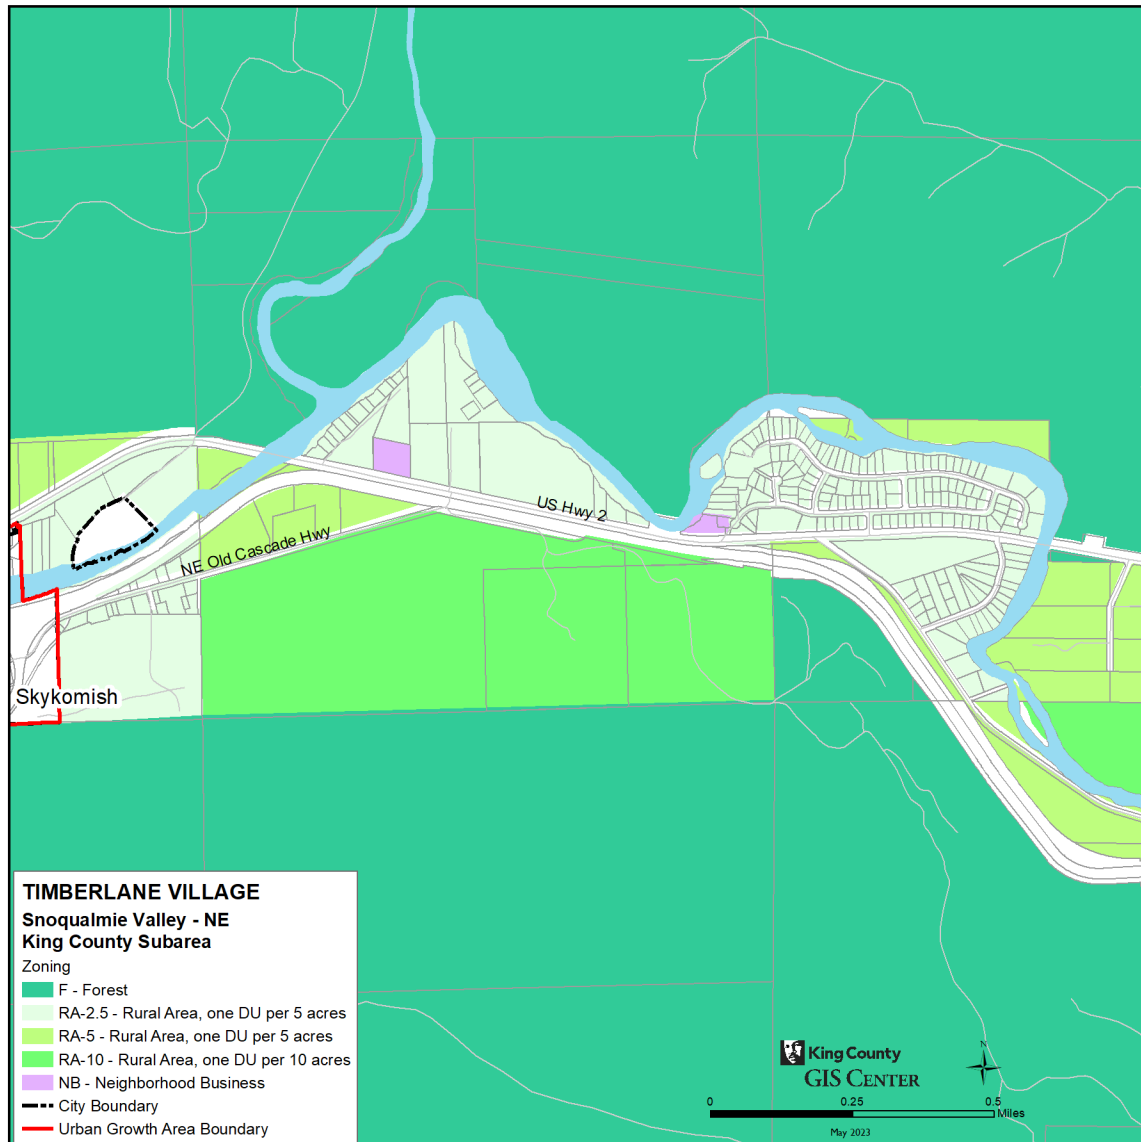 US Hwy 2
NE Old Cascade Hwy
Skykomish
TIMBERLANE VILLAGE
Snoqualmie Valley - NE
King County Subarea
Zoning
F - Forest
RA-2.5 - Rural Area, one DU per 5 acres
RA-5 - Rural Area, one DU per 5 acres
RA-10 - Rural Area, one DU per 10 acres
NB - Neighborhood Business
City Boundary
Urban Growth Area Boundary
King County
GIS CENTER
N
0 0.25 0.5
Miles
May 2023